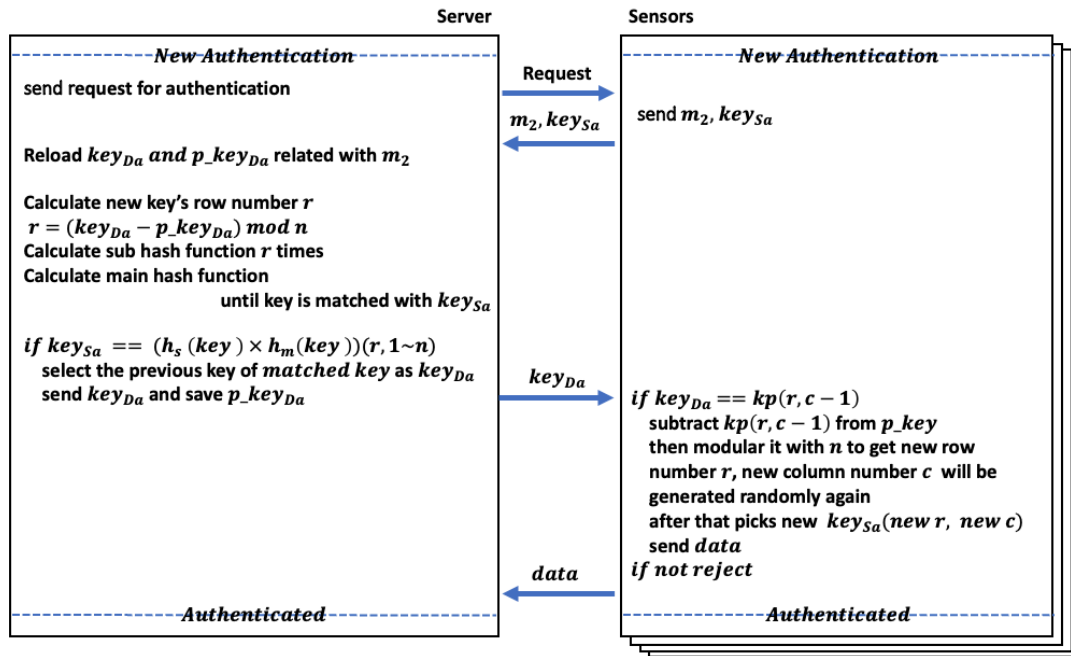 Server
Sensors
New Authentication
send request for authentication
Reload key_Da and p_key_Da related with m_2
Calculate new key's row number r
r = (key_Da − p_key_Da) mod n
Calculate sub hash function r times
Calculate main hash function
until key is matched with key_Sa
if key_Sa == (h_s (key ) × h_m(key ))(r, 1~n)
select the previous key of matched key as key_Da
send key_Da and save p_key_Da
Authenticated
Request
m_2, key_Sa
key_Da
data
New Authentication
send m_2, key_Sa
if key_Da == kp(r, c − 1)
subtract kp(r, c − 1) from p_key
then modular it with n to get new row
number r, new column number c will be
generated randomly again
after that picks new key_Sa(new r, new c)
send data
if not reject
Authenticated